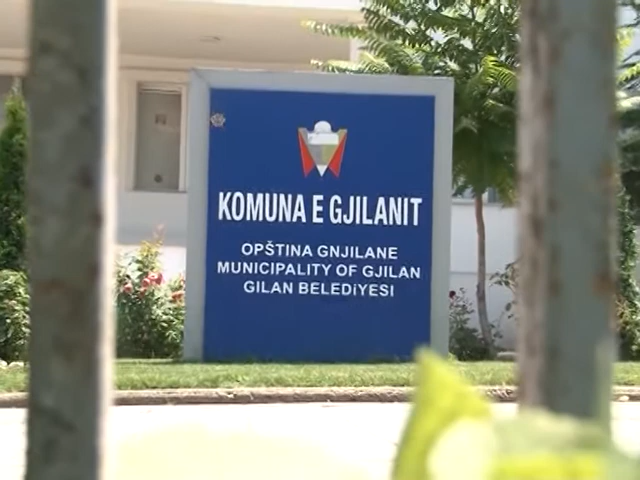 KOMUNA E GJILANIT
OPŠTINA GNJILANE
MUNICIPALITY OF GJILAN
GILAN BELEDİYESI